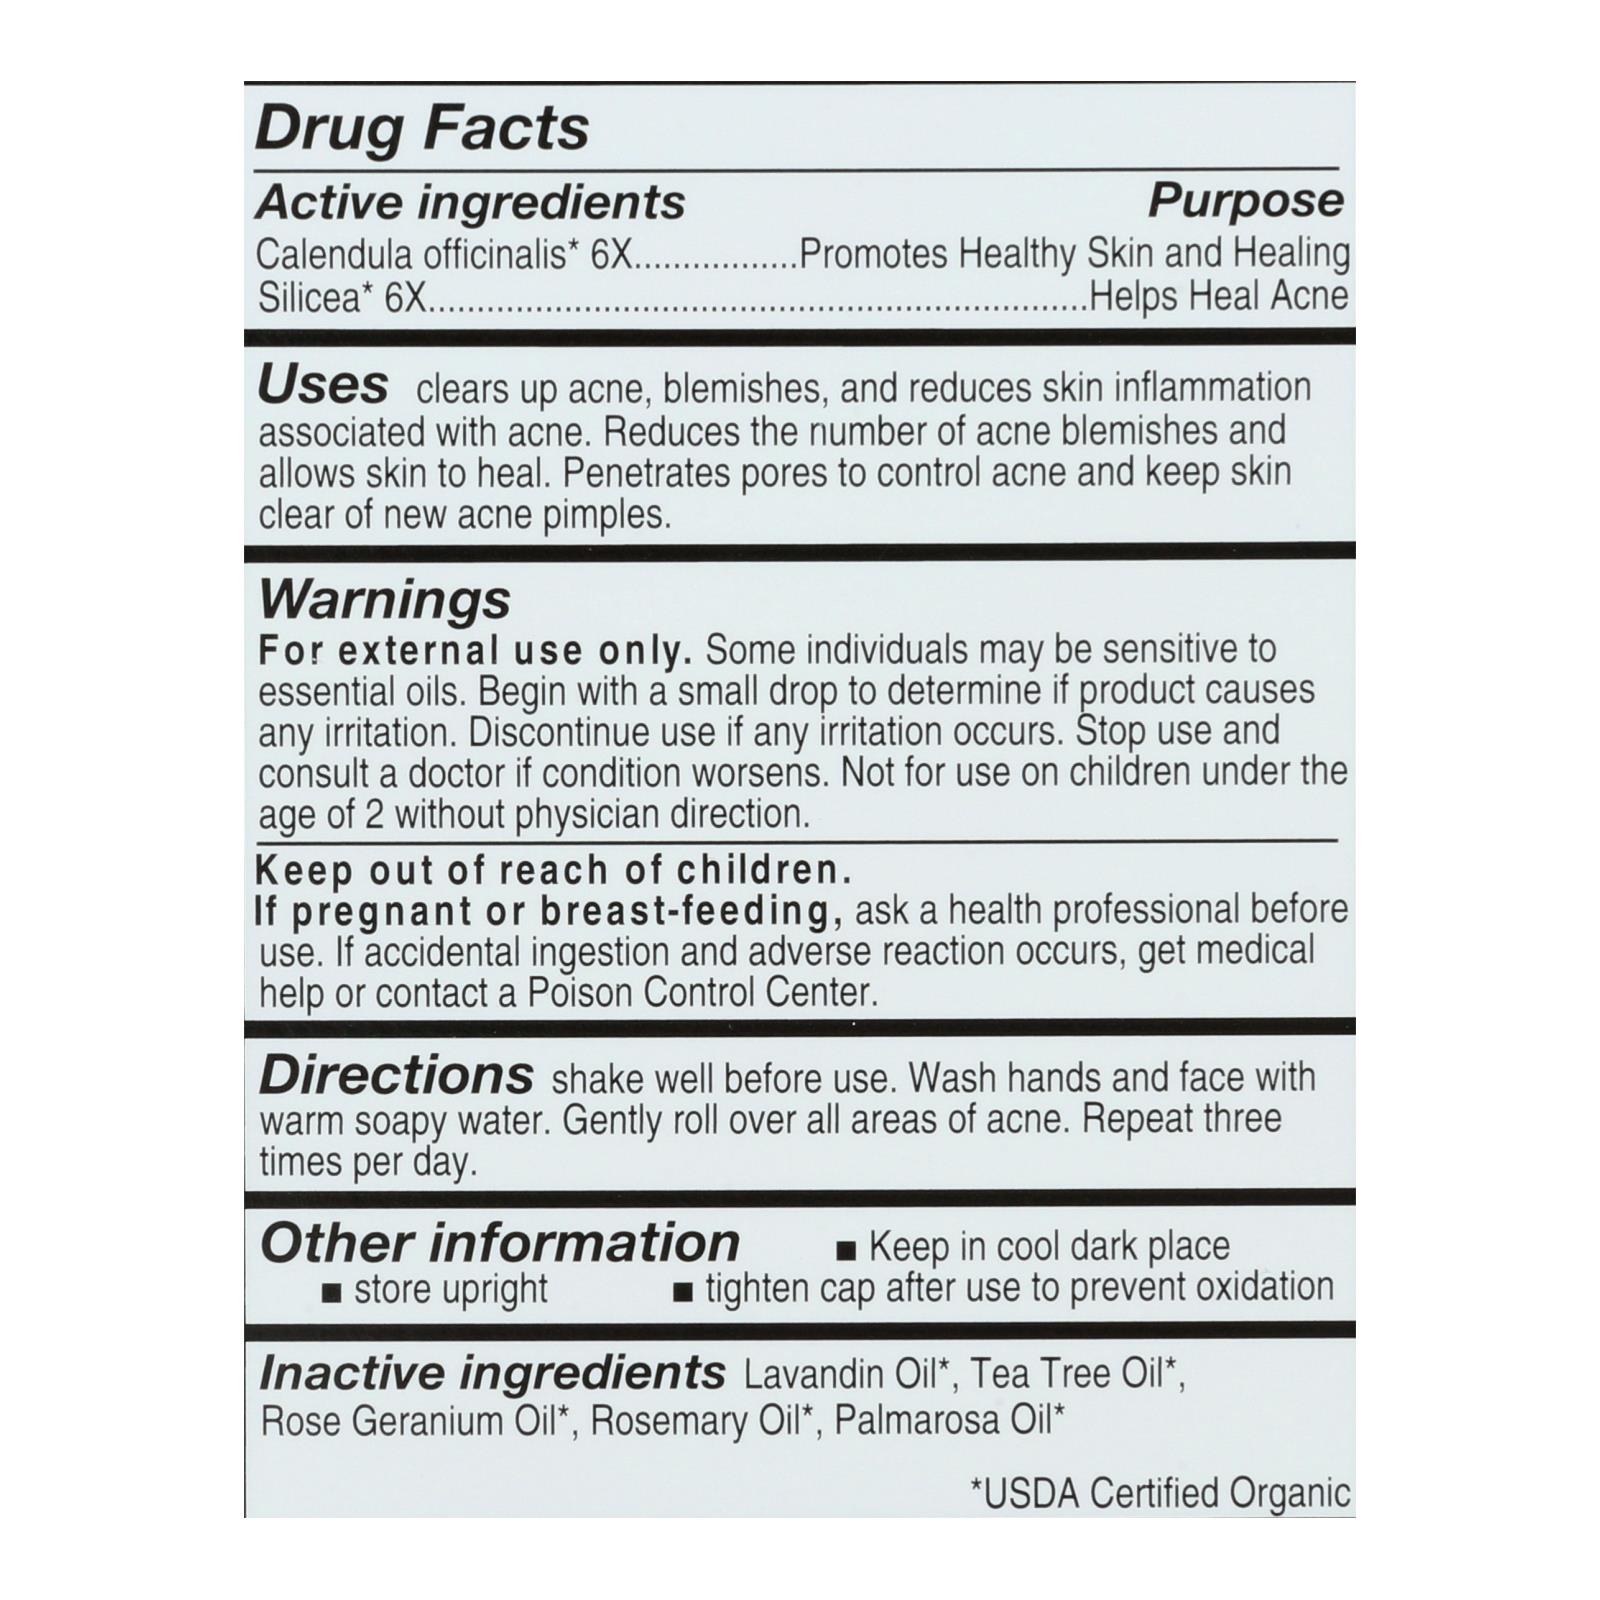 Drug Facts
Active ingredients Purpose
Calendula officinalis* 6X.................Promotes Healthy Skin and Healing
Silicea* 6X....................................................................Helps Heal Acne
Uses clears up acne, blemishes, and reduces skin inflammation
associated with acne. Reduces the number of acne blemishes and
allows skin to heal. Penetrates pores to control acne and keep skin
clear of new acne pimples.
Warnings
For external use only. Some individuals may be sensitive to
essential oils. Begin with a small drop to determine if product causes
any irritation. Discontinue use if any irritation occurs. Stop use and
consult a doctor if condition worsens. Not for use on children under the
age of 2 without physician direction.
Keep out of reach of children.
If pregnant or breast-feeding, ask a health professional before
use. If accidental ingestion and adverse reaction occurs, get medical
help or contact a Poison Control Center.
Directions shake well before use. Wash hands and face with
warm soapy water. Gently roll over all areas of acne. Repeat three
times per day.
Other information ■ Keep in cool dark place
■ store upright ■ tighten cap after use to prevent oxidation
Inactive ingredients Lavandin Oil*, Tea Tree Oil*,
Rose Geranium Oil*, Rosemary Oil*, Palmarosa Oil*
*USDA Certified Organic